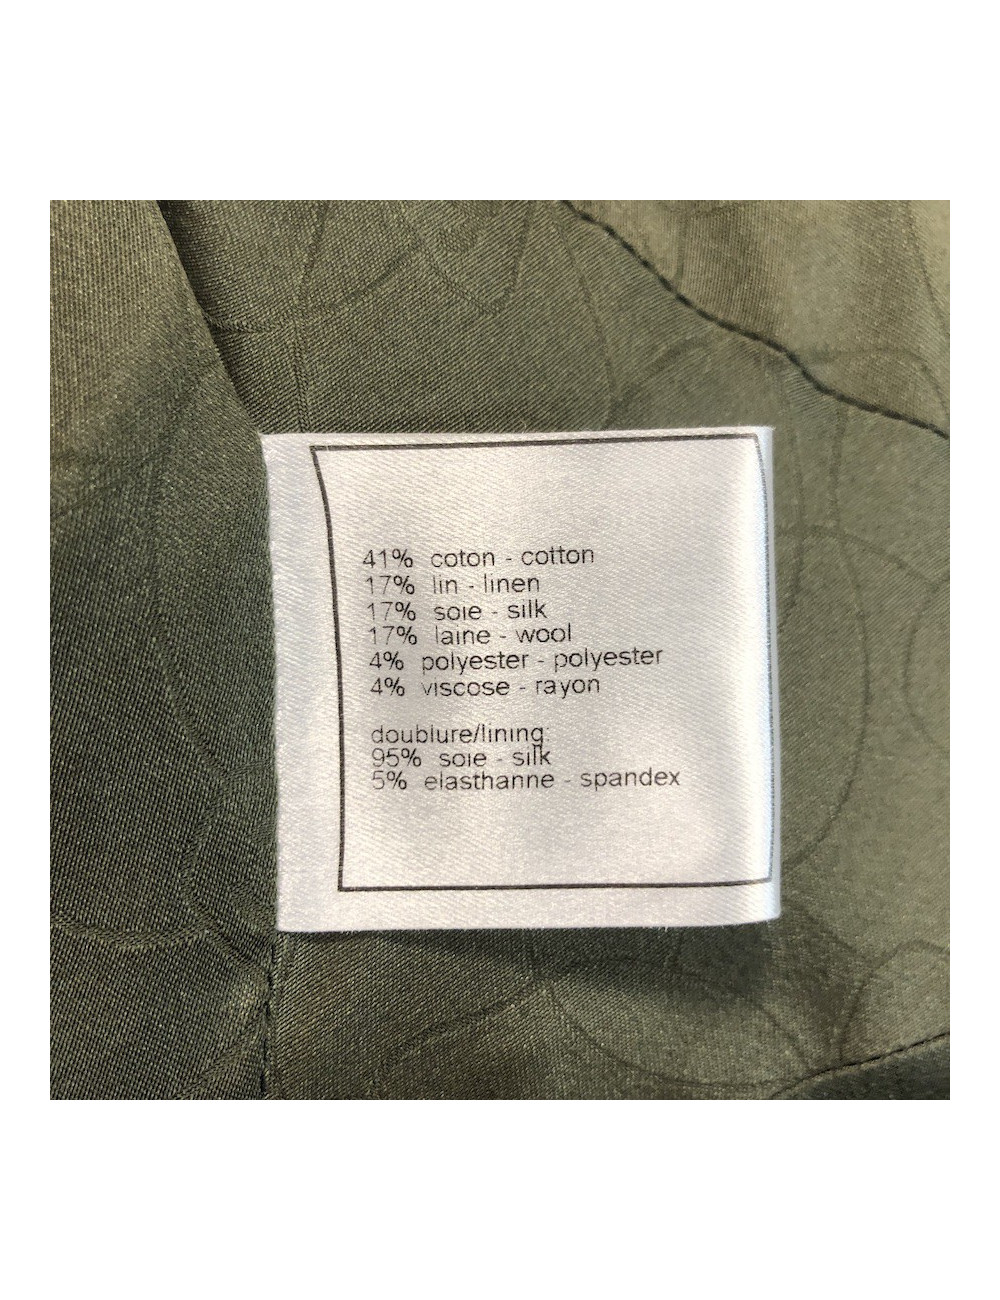 41% coton - cotton
17% lin - linen
17% soie - silk
17% laine - wool
4% polyester - polyester
4% viscose - rayon
doublure/lining:
95% soie - silk
5% elasthanne - spandex